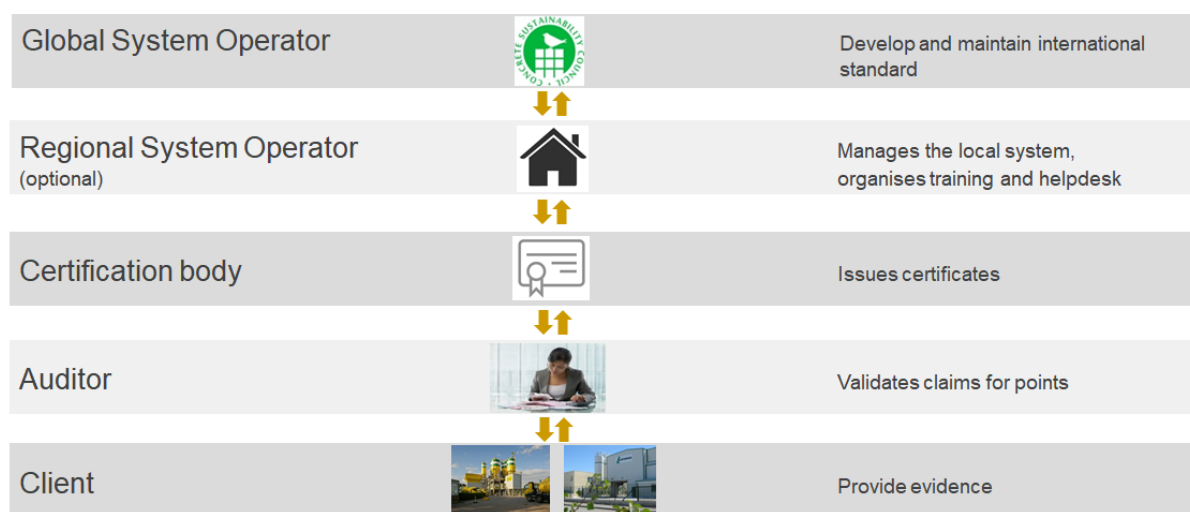 Global System Operator
CONCRETE SUSTAINABILITY COUNCIL
Develop and maintain international
standard
Regional System Operator
(optional)
Manages the local system,
organises training and helpdesk
Certification body
Issues certificates
Auditor
Validates claims for points
Client
Provide evidence